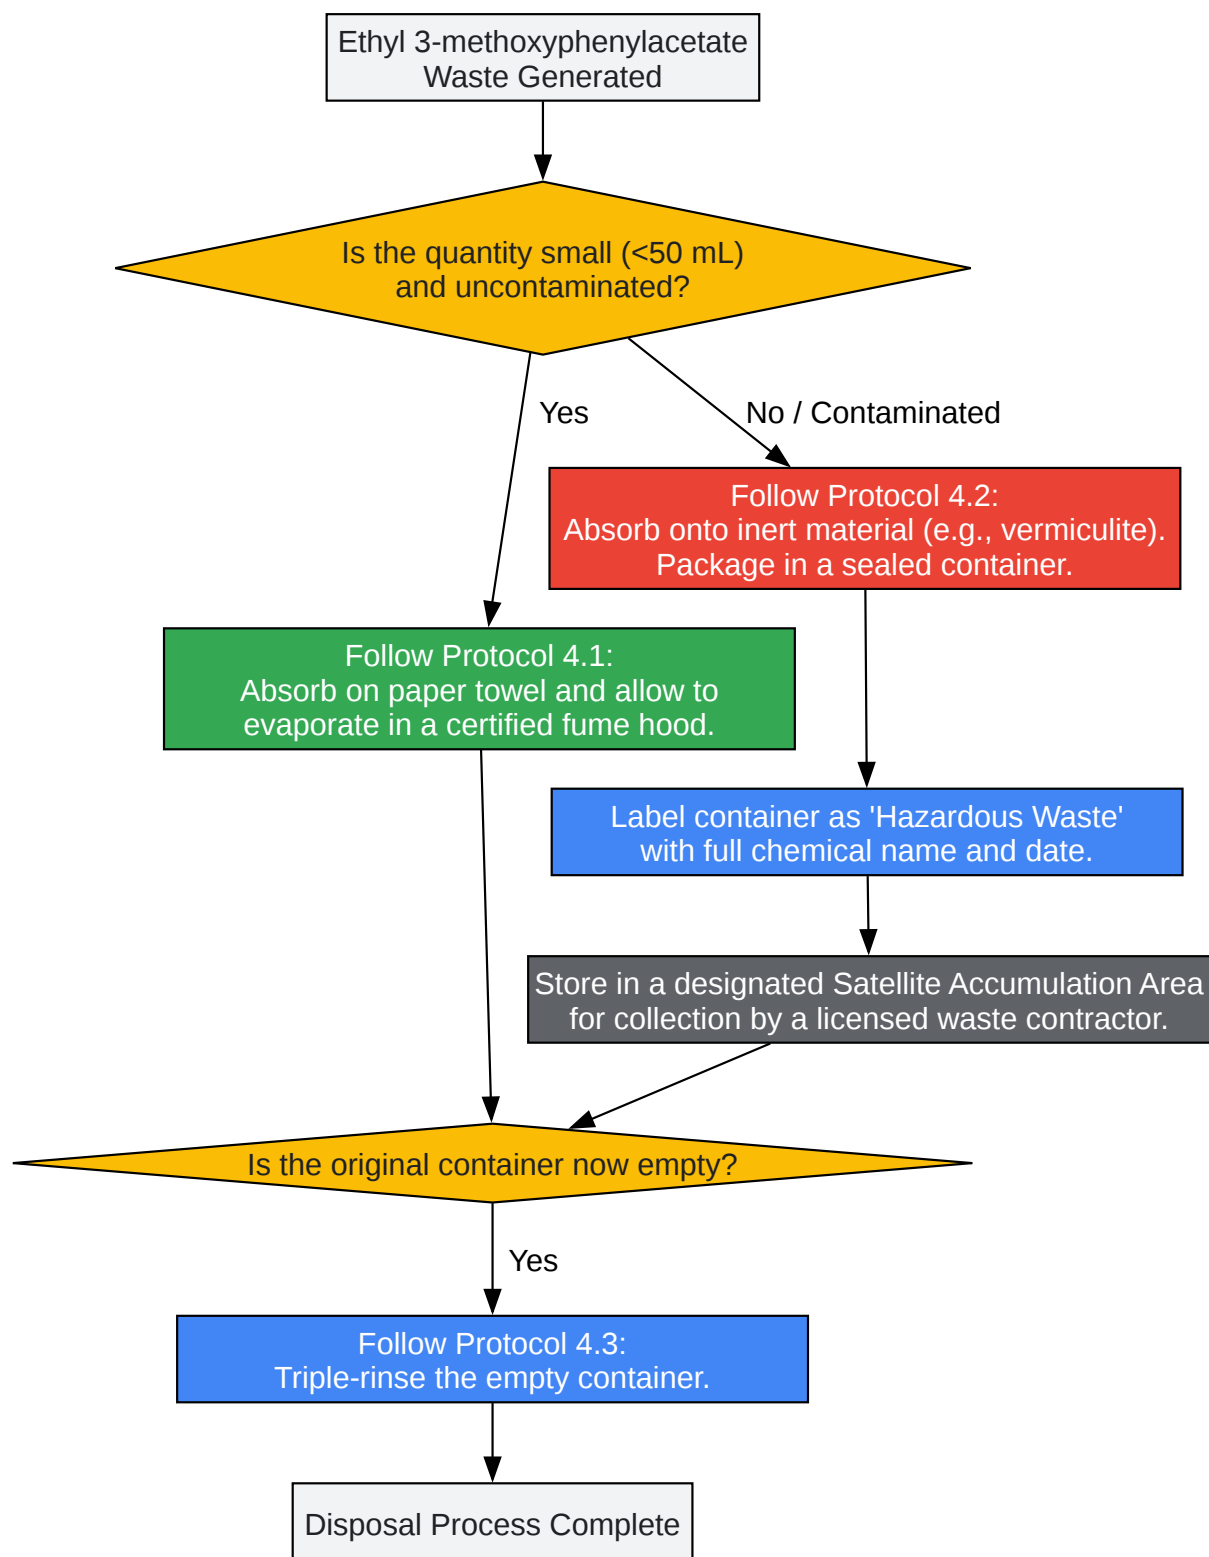 Ethyl 3-methoxyphenylacetate
Waste Generated
Is the quantity small (<50 mL)
and uncontaminated?
Yes
No / Contaminated
Follow Protocol 4.2:
Absorb onto inert material (e.g., vermiculite).
Package in a sealed container.
Follow Protocol 4.1:
Absorb on paper towel and allow to
evaporate in a certified fume hood.
Label container as 'Hazardous Waste'
with full chemical name and date.
Store in a designated Satellite Accumulation Area
for collection by a licensed waste contractor.
Is the original container now empty?
Yes
Follow Protocol 4.3:
Triple-rinse the empty container.
Disposal Process Complete